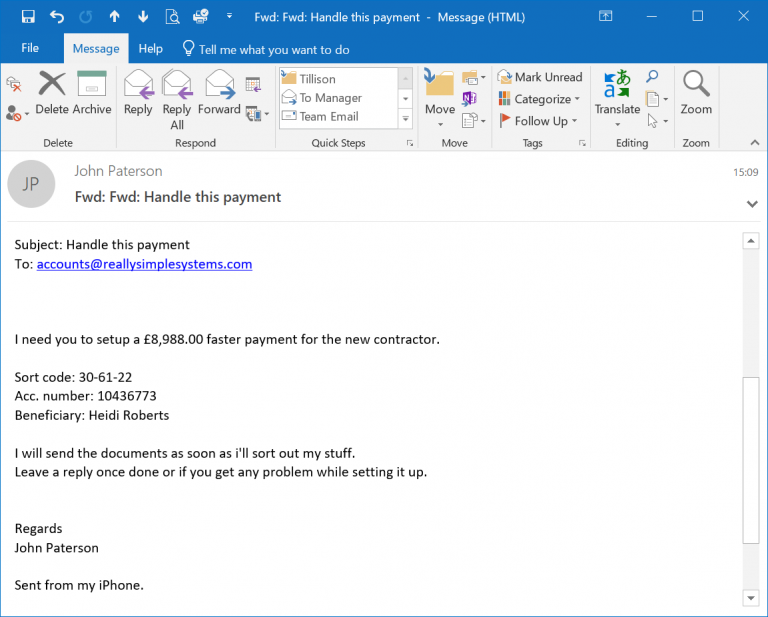 Fwd: Fwd: Handle this payment - Message (HTML)
File Message Help Tell me what you want to do
Delete Archive
Reply Reply All Forward
Tillison
To Manager
Team Email
Move
Mark Unread
Categorize
Follow Up
Translate
Zoom
Delete Respond Quick Steps Move Tags Editing Zoom
JP
John Paterson
15:09
Fwd: Fwd: Handle this payment
Subject: Handle this payment
To: accounts@reallysimplesystems.com
I need you to setup a £8,988.00 faster payment for the new contractor.
Sort code: 30-61-22
Acc. number: 10436773
Beneficiary: Heidi Roberts
I will send the documents as soon as i'll sort out my stuff.
Leave a reply once done or if you get any problem while setting it up.
Regards
John Paterson
Sent from my iPhone.